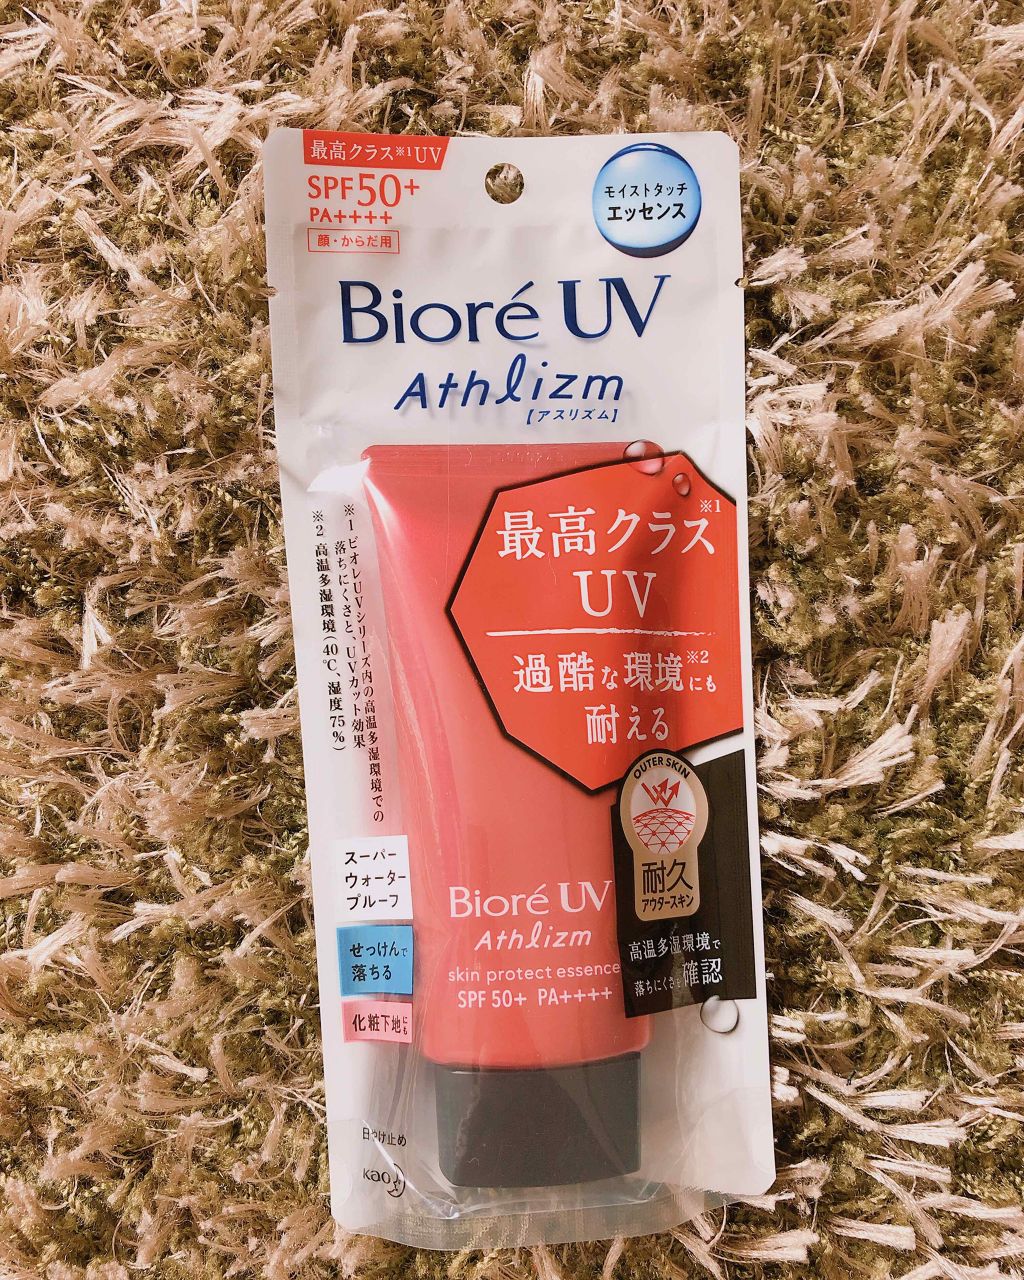 最高クラス※1 UV
SPF50+
PA++++
顔・からだ用
モイストタッチ
エッセンス
Bioré UV
Athlizm
【アスリズム】
最高クラス※1
UV
過酷な環境※2にも
耐える
※1 ビオレUVシリーズ内の高温多湿環境での
落ちにくさと、UVカット効果
※2 高温多湿環境(40℃、湿度75%)
OUTER SKIN
耐久
アウタースキン
高温多湿環境で
落ちにくさを確認
スーパー
ウォーター
プルーフ
せっけんで
落ちる
化粧下地にも
Bioré UV
Athlizm
skin protect essence
SPF 50+ PA++++
日やけ止め
kao